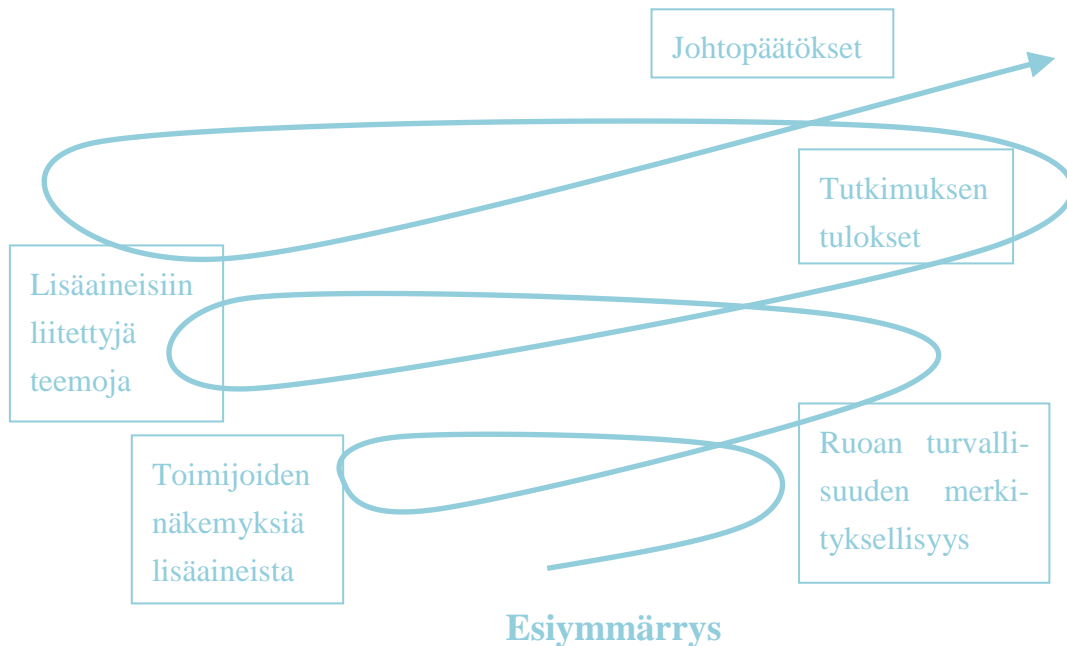 Johtopäätökset
Tutkimuksen
tulokset
Lisäaineisiin
liitettyjä
teemoja
Ruoan turvalli-
suuden merki-
tyksellisyys
Toimijoiden
näkemyksiä
lisäaineista
Esiymmärrys